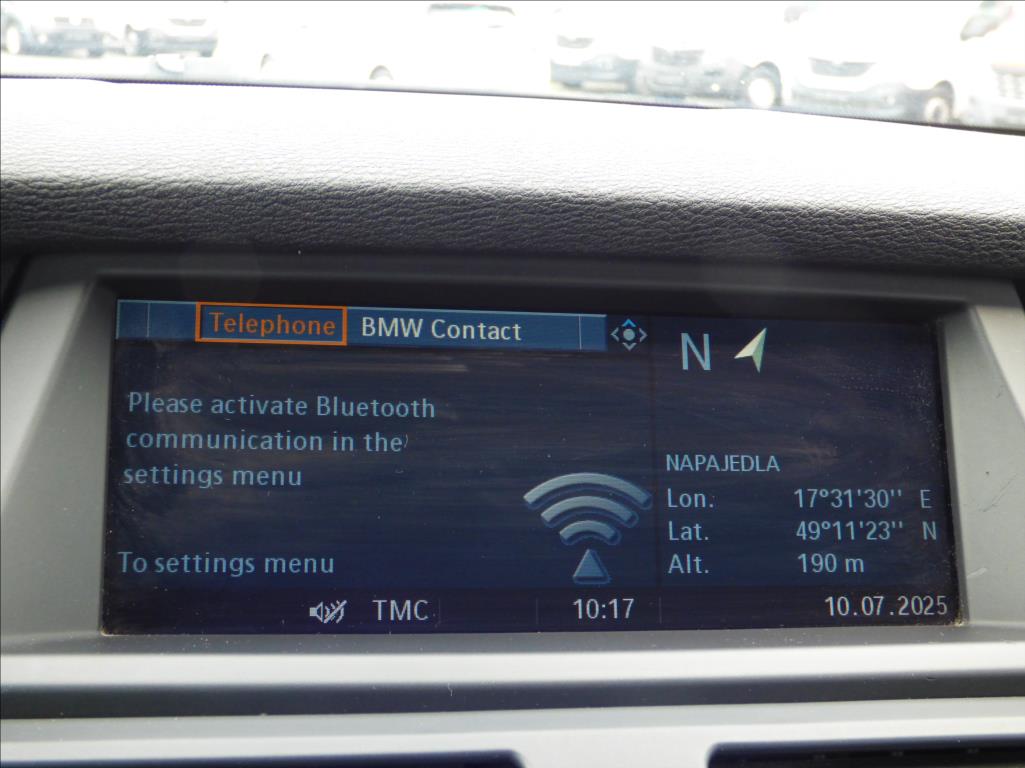 Telephone BMW Contact
N
Please activate Bluetooth
communication in the
settings menu
To settings menu
NAPAJEDLA
Lon. 17°31'30'' E
Lat. 49°11'23'' N
Alt. 190 m
TMC 10:17 10.07.2025